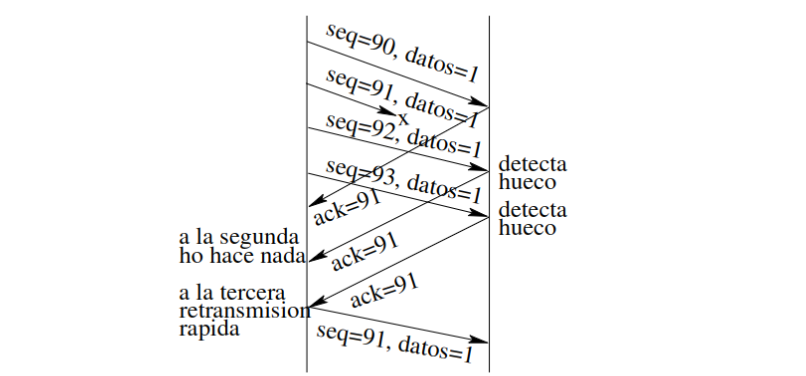 seq=90, datos=1
seq=91, datos=1
x
seq=92, datos=1
detecta
hueco
seq=93, datos=1
detecta
hueco
ack=91
a la segunda
ho hace nada
ack=91
a la tercera
retransmision
rapida
ack=91
seq=91, datos=1